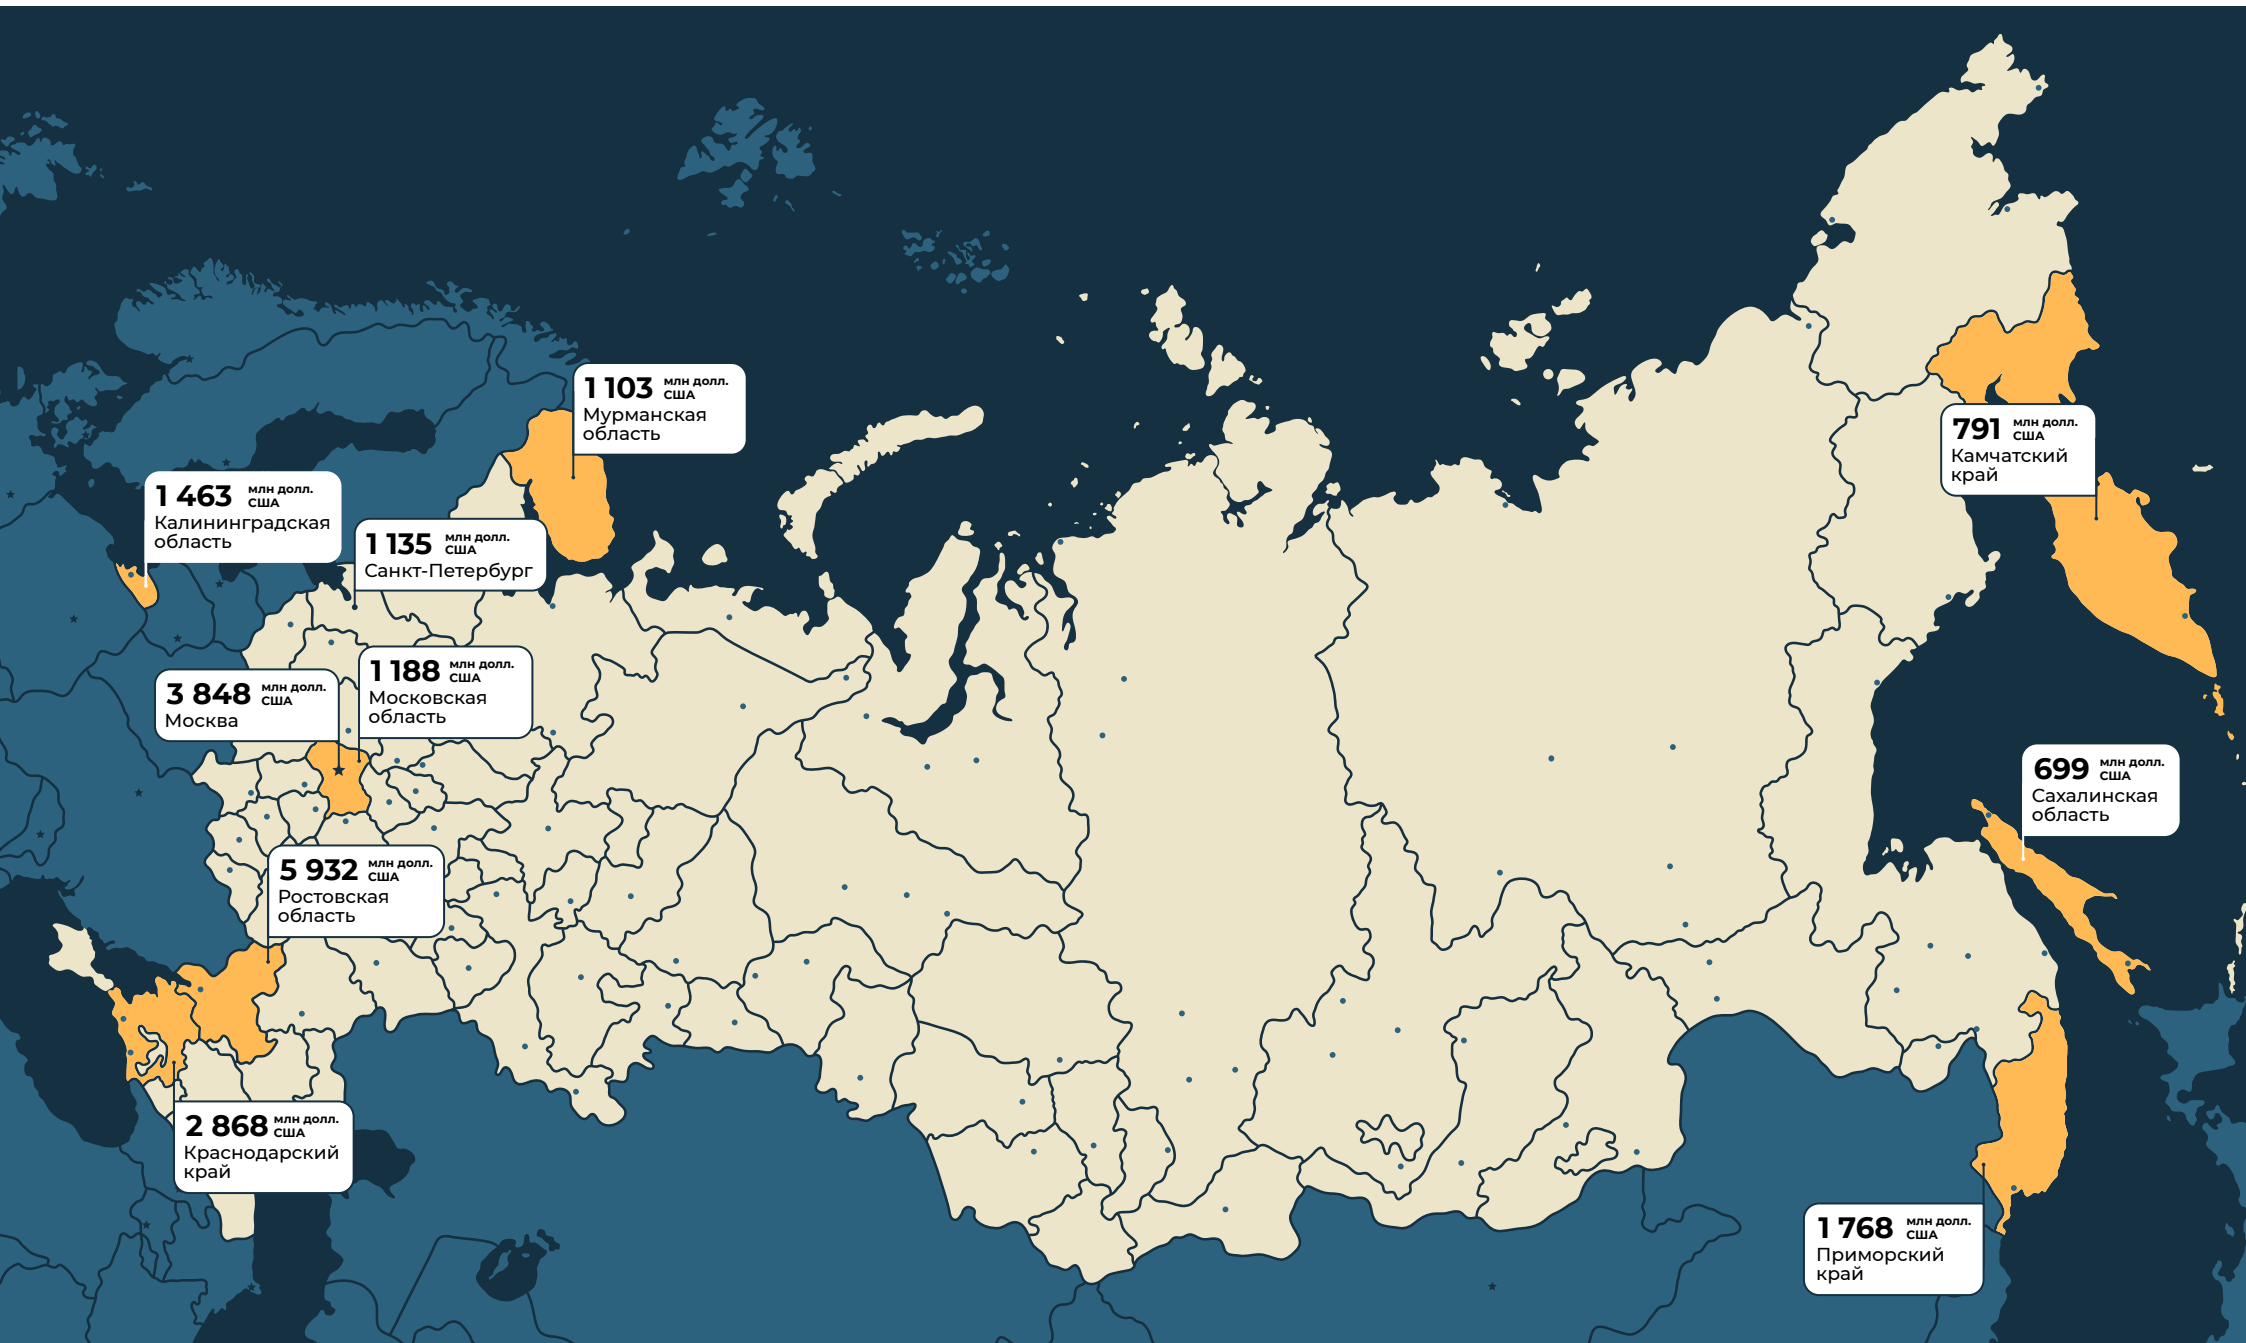 1 103 млн долл.
США
Мурманская
область
791 млн долл.
США
Камчатский
край
1 463 млн долл.
США
Калининградская
область
1 135 млн долл.
США
Санкт-Петербург
1 188 млн долл.
США
Московская
область
3 848 млн долл.
США
Москва
699 млн долл.
США
Сахалинская
область
5 932 млн долл.
США
Ростовская
область
2 868 млн долл.
США
Краснодарский
край
1 768 млн долл.
США
Приморский
край